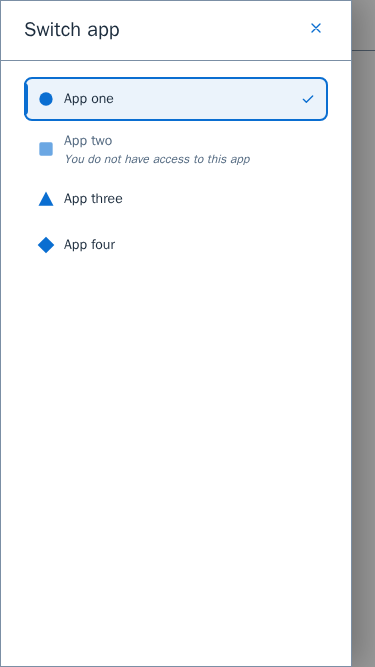 Switch app
App one
App two
You do not have access to this app
App three
App four